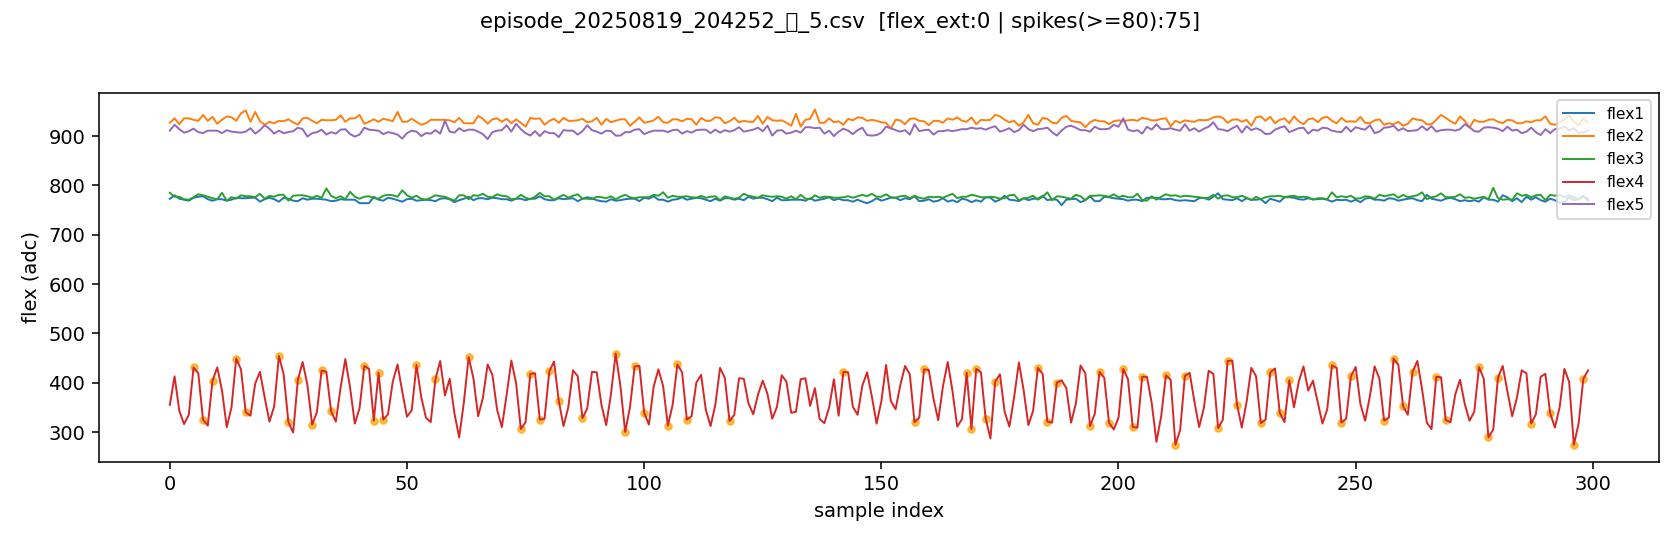 episode_20250819_204252_▯_5.csv [flex_ext:0 | spikes(>=80):75]
flex1
flex2
flex3
flex4
flex5
flex (adc)
900
800
700
600
500
400
300
0 50 100 150 200 250 300
sample index